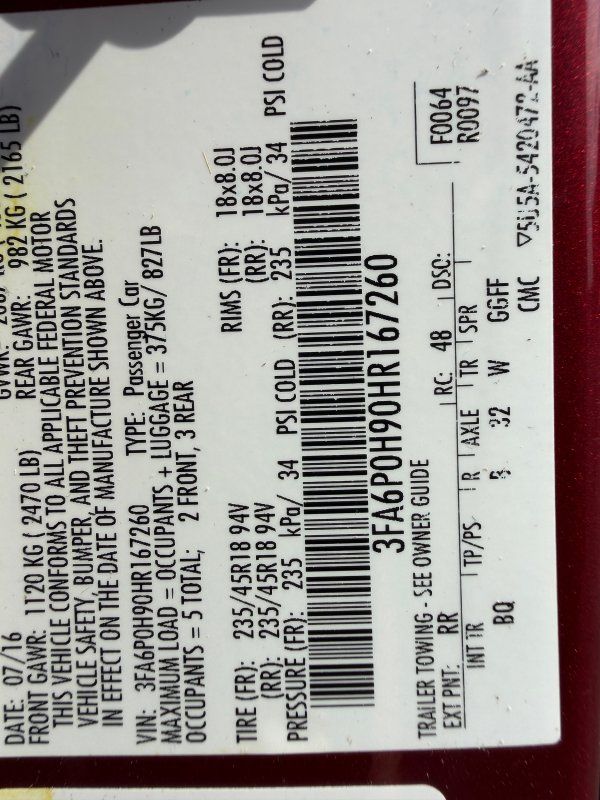 DATE: 07/16
FRONT GAWR: 1120 KG ( 2470 LB) REAR GAWR: 982 KG ( 2165 LB)
THIS VEHICLE CONFORMS TO ALL APPLICABLE FEDERAL MOTOR
VEHICLE SAFETY, BUMPER, AND THEFT PREVENTION STANDARDS
IN EFFECT ON THE DATE OF MANUFACTURE SHOWN ABOVE.
VIN: 3FA6P0H90HR167260 TYPE: Passenger Car
MAXIMUM LOAD = OCCUPANTS + LUGGAGE = 375KG/ 827LB
OCCUPANTS = 5 TOTAL; 2 FRONT, 3 REAR
TIRE (FR): 235/45R18 94V RIMS (FR): 18x8.0J
(RR): 235/45R18 94V (RR): 18x8.0J
PRESSURE (FR): 235 kPa/ 34 PSI COLD (RR): 235 kPa/ 34 PSI COLD
3FA6P0H90HR167260
TRAILER TOWING - SEE OWNER GUIDE F0064
EXT PNT: RR RC: 48 DSO: R0097
INT TR TP/PS R AXLE TR SPR
BQ 32 W GGFF
CMC ▽5U5A-5420472-AA